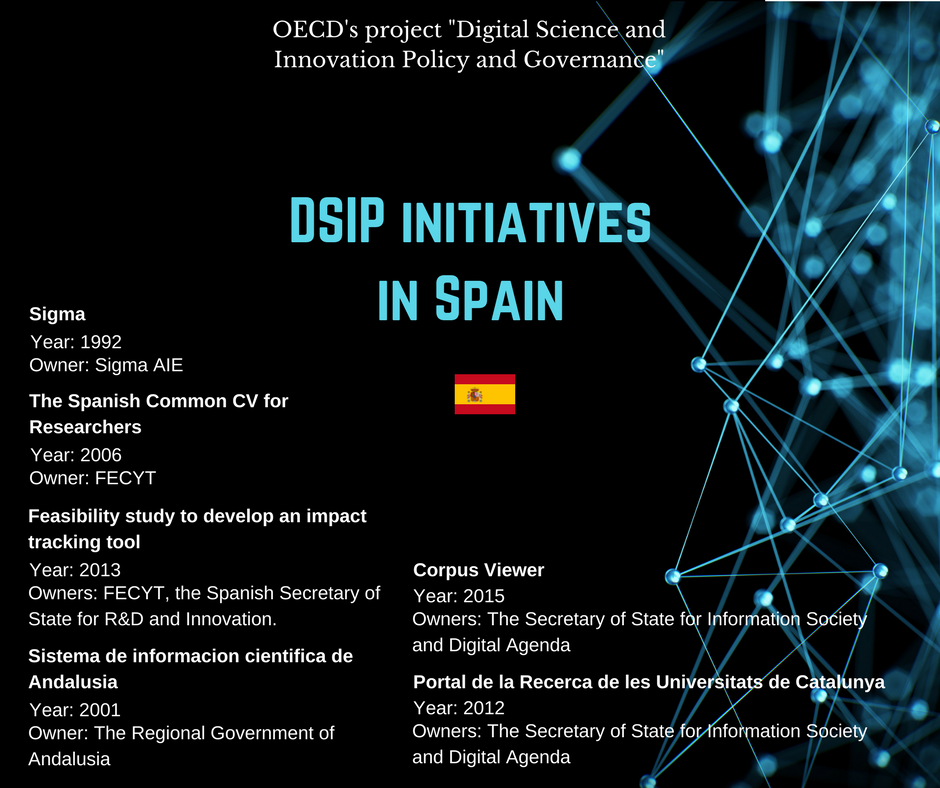 OECD's project "Digital Science and
Innovation Policy and Governance"
DSIP INITIATIVES
IN SPAIN
Sigma
Year: 1992
Owner: Sigma AIE
The Spanish Common CV for
Researchers
Year: 2006
Owner: FECYT
Feasibility study to develop an impact
tracking tool
Year: 2013
Owners: FECYT, the Spanish Secretary of
State for R&D and Innovation.
Sistema de informacion cientifica de
Andalusia
Year: 2001
Owner: The Regional Government of
Andalusia
Corpus Viewer
Year: 2015
Owners: The Secretary of State for Information Society
and Digital Agenda
Portal de la Recerca de les Universitats de Catalunya
Year: 2012
Owners: The Secretary of State for Information Society
and Digital Agenda